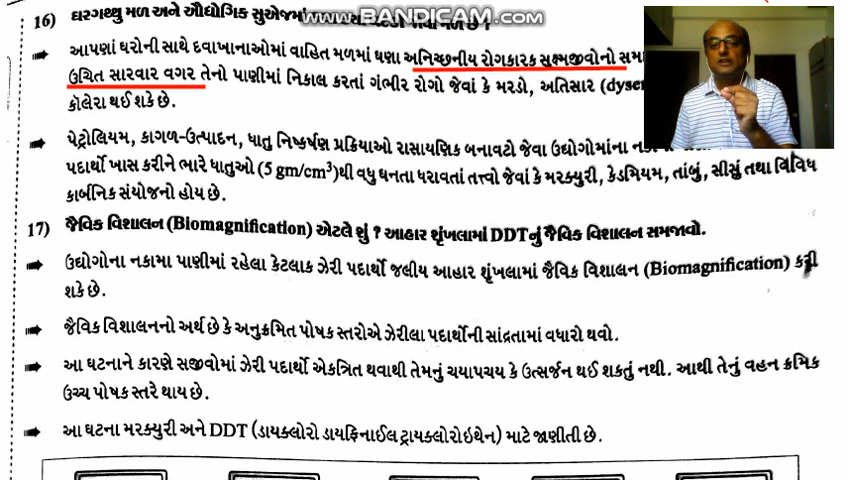 16) ઘરગથ્થુ મળ અને ઔદ્યોગિક સુએજમાં
www.BANDICAM.com
આપણાં ઘરોની સાથે દવાખાનાઓમાં વાહિત મળમાં ઘણા અનિચ્છનીય રોગકારક સુક્ષ્મજીવોનો
ઉચિત સારવાર વગર તેનો પાણીમાં નિકાલ કરતાં ગંભીર રોગો જેવાં કે મરડો, અતિસાર
કૉલેરા થઈ શકે છે.
પેટ્રોલિયમ, કાગળ-ઉત્પાદન, ધાતુ નિષ્કર્ષણ પ્રક્રિયાઓ રાસાયણિક બનાવટો જેવા ઉદ્યોગોમાંના
પદાર્થો ખાસ કરીને ભારે ધાતુઓ (5 gm/cm³)થી વધુ ઘનતા ધરાવતાં તત્ત્વો જેવાં કે મરક્યુરી, કેડમિયમ, તાંબું, સીસું તથા વિવિધ
કાર્બનિક સંયોજનો હોય છે.
17) જૈવિક વિશાલન (Biomagnification) એટલે શું ? આહાર શૃંખલામાં DDTનું જૈવિક વિશાલન સમજાવો.
ઉદ્યોગોના નકામા પાણીમાં રહેલા કેટલાક ઝેરી પદાર્થો જલીય આહાર શૃંખલામાં જૈવિક વિશાલન (Biomagnification) કરી
શકે છે.
જૈવિક વિશાલનનો અર્થ છે કે અનુક્રમિત પોષક સ્તરોએ ઝેરીલા પદાર્થોની સાંદ્રતામાં વધારો થવો.
આ ઘટનાને કારણે સજીવોમાં ઝેરી પદાર્થો એકત્રિત થવાથી તેમનું ચયાપચય કે ઉત્સર્જન થઈ શકતું નથી. આથી તેનું વહન ક્રમિક
ઉચ્ચ પોષક સ્તરે થાય છે.
આ ઘટના મરક્યુરી અને DDT (ડાયક્લોરો ડાયફિનાઈલ ટ્રાયક્લોરોઇથેન) માટે જાણીતી છે.